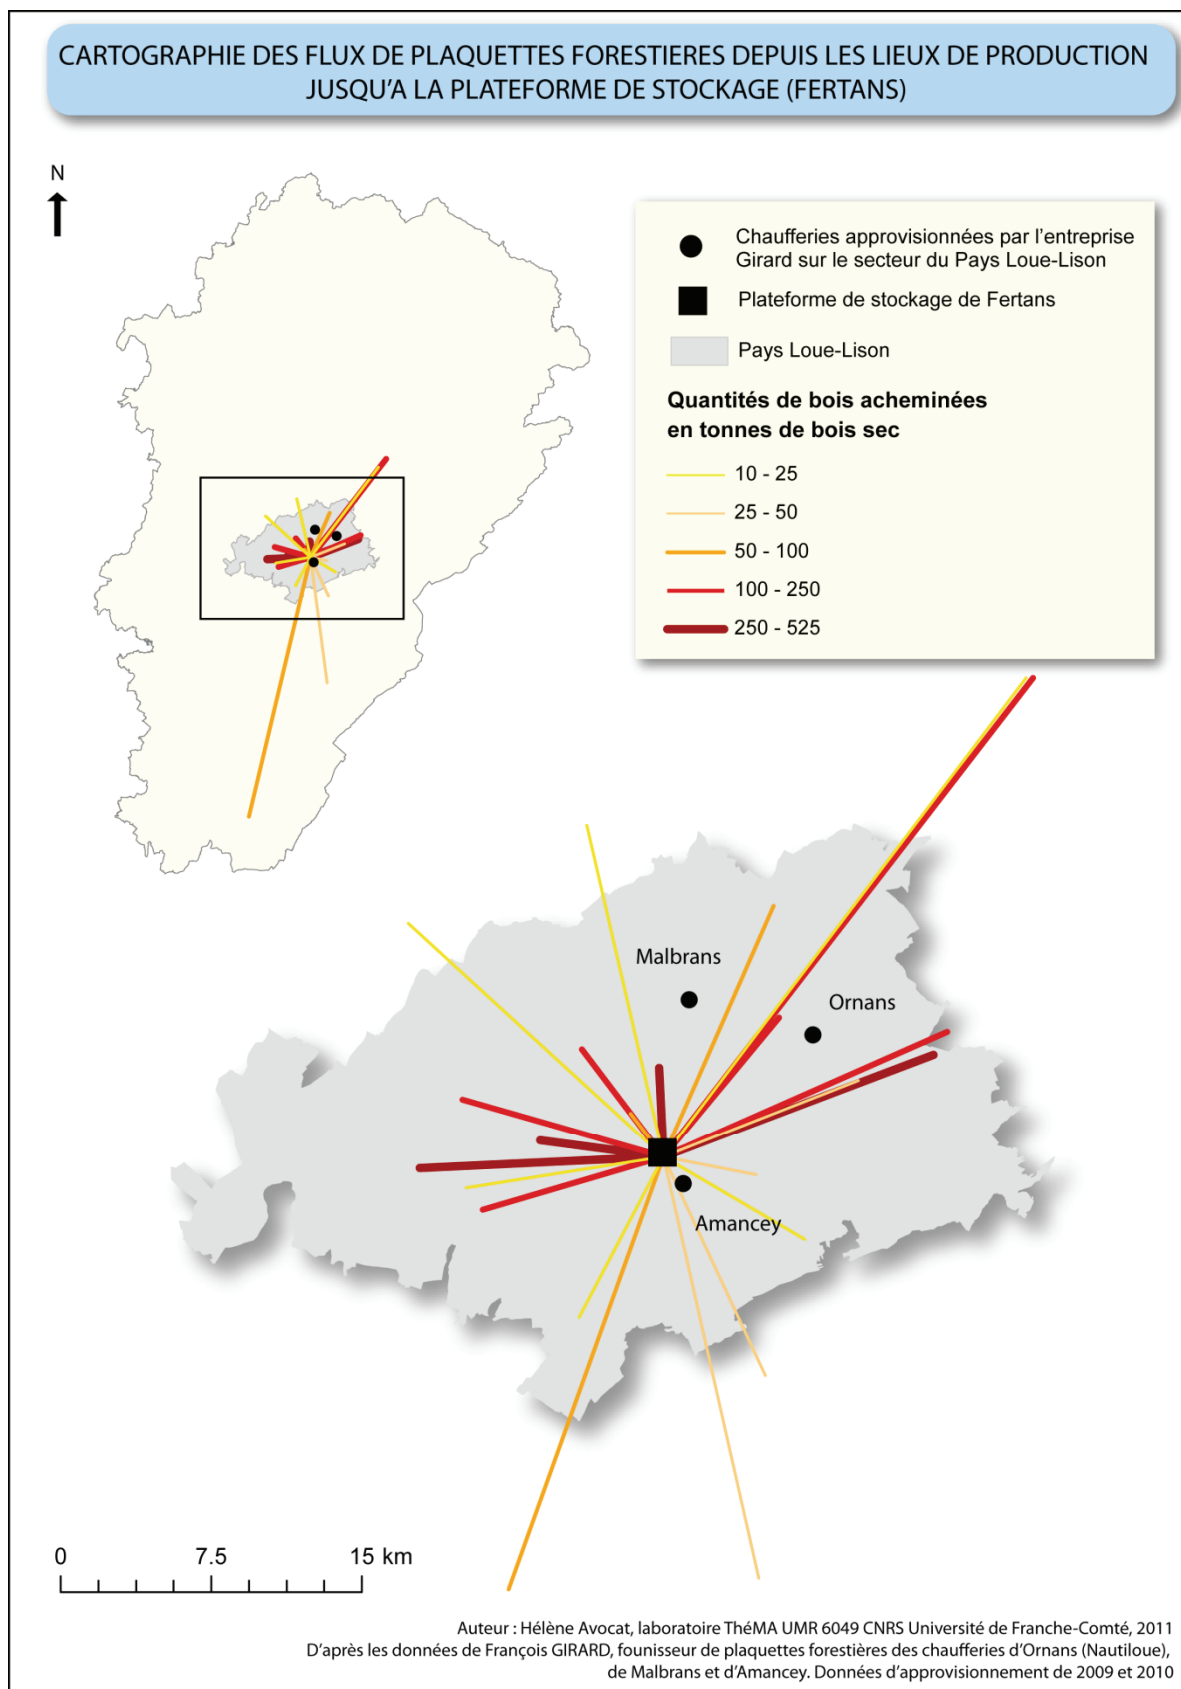 CARTOGRAPHIE DES FLUX DE PLAQUETTES FORESTIERES DEPUIS LES LIEUX DE PRODUCTION
JUSQU'A LA PLATEFORME DE STOCKAGE (FERTANS)
N
Chaufferies approvisionnées par l'entreprise
Girard sur le secteur du Pays Loue-Lison
Plateforme de stockage de Fertans
Pays Loue-Lison
Quantités de bois acheminées
en tonnes de bois sec
10 - 25
25 - 50
50 - 100
100 - 250
250 - 525
Malbrans
Ornans
Amancey
0 7.5 15 km
Auteur : Hélène Avocat, laboratoire ThéMA UMR 6049 CNRS Université de Franche-Comté, 2011
D'après les données de François GIRARD, founisseur de plaquettes forestières des chaufferies d'Ornans (Nautiloue),
de Malbrans et d'Amancey. Données d'approvisionnement de 2009 et 2010